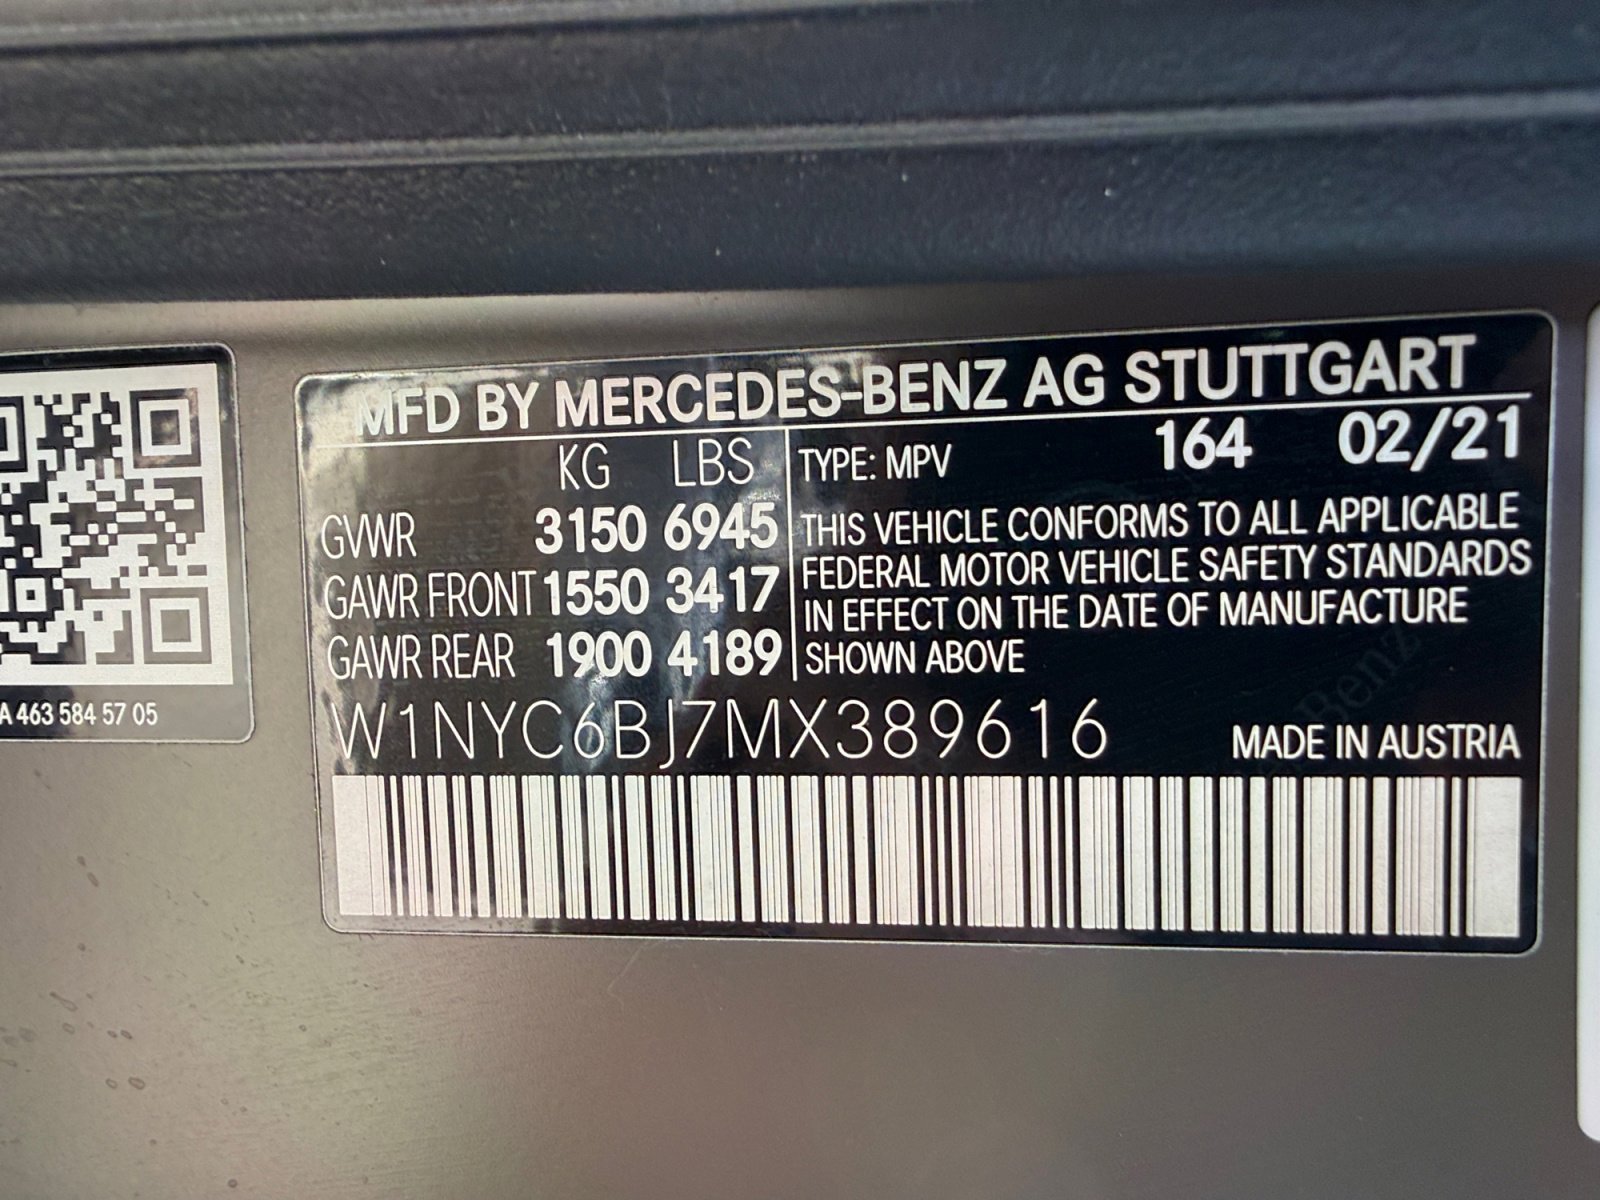 MFD BY MERCEDES-BENZ AG STUTTGART
KG LBS
GVWR 3150 6945
GAWR FRONT 1550 3417
GAWR REAR 1900 4189
TYPE: MPV 164 02/21
THIS VEHICLE CONFORMS TO ALL APPLICABLE
FEDERAL MOTOR VEHICLE SAFETY STANDARDS
IN EFFECT ON THE DATE OF MANUFACTURE
SHOWN ABOVE
W1NYC6BJ7MX389616
MADE IN AUSTRIA
Benz
A 463 584 57 05